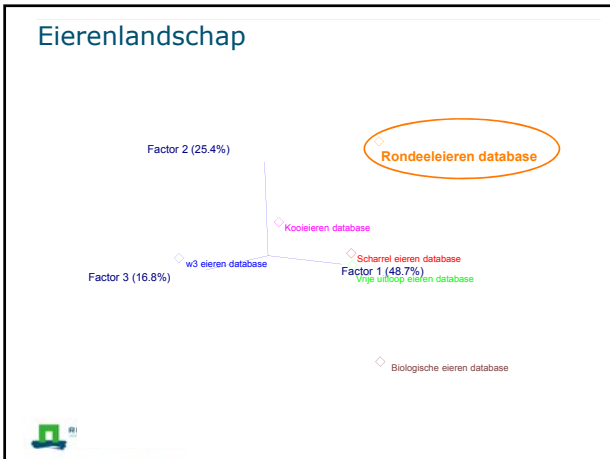 Eierenlandschap
Factor 2 (25.4%)
Rondeeleieren database
Kooieieren database
Scharrel eieren database
w3 eieren database
Factor 1 (48.7%)
Factor 3 (16.8%)
Vrije uitloop eieren database
Biologische eieren database